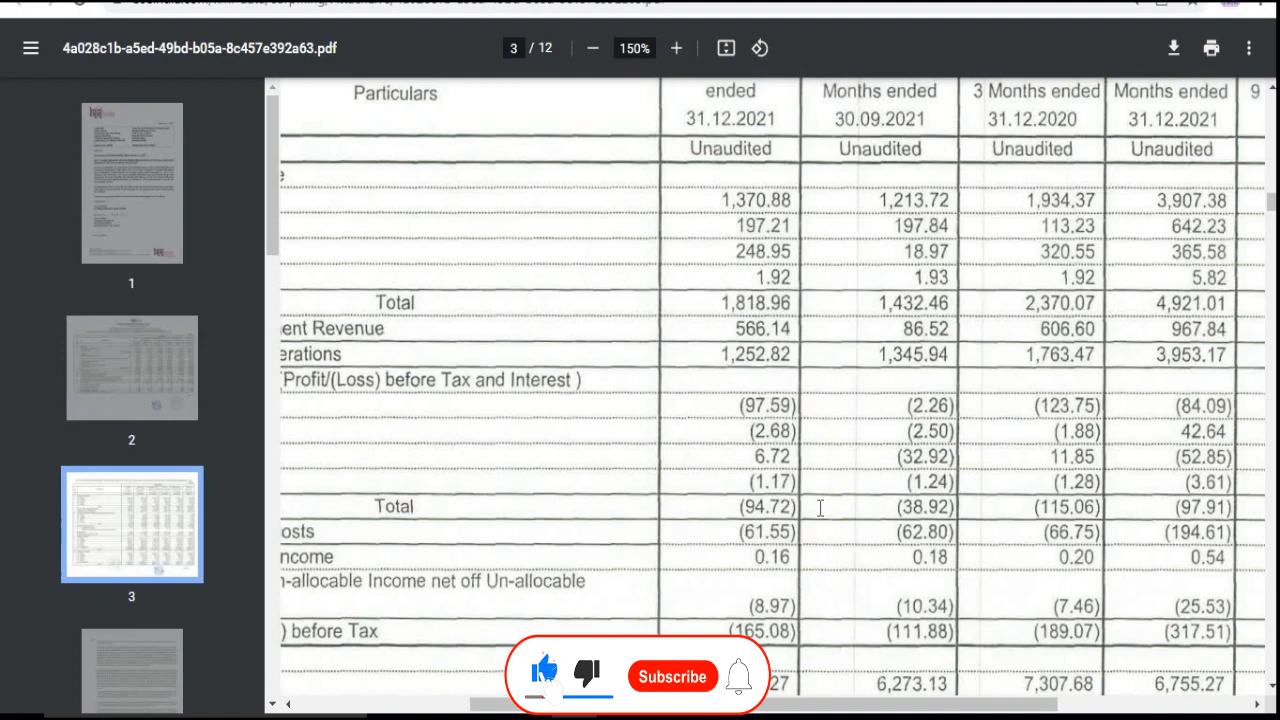 4a028c1b-a5ed-49bd-b05a-8c457e392a63.pdf 3 / 12 150%
Particulars ended Months ended 3 Months ended Months ended 9
31.12.2021 30.09.2021 31.12.2020 31.12.2021
Unaudited Unaudited Unaudited Unaudited
e
1,370.88 1,213.72 1,934.37 3,907.38
197.21 197.84 113.23 642.23
248.95 18.97 320.55 365.58
1.92 1.93 1.92 5.82
Total 1,818.96 1,432.46 2,370.07 4,921.01
ent Revenue 566.14 86.52 606.60 967.84
erations 1,252.82 1,345.94 1,763.47 3,953.17
(Profit/(Loss) before Tax and Interest )
(97.59) (2.26) (123.75) (84.09)
(2.68) (2.50) (1.88) 42.64
6.72 (32.92) 11.85 (52.85)
(1.17) (1.24) (1.28) (3.61)
Total (94.72) (38.92) (115.06) (97.91)
osts (61.55) (62.80) (66.75) (194.61)
ncome 0.16 0.18 0.20 0.54
n-allocable Income net off Un-allocable
(8.97) (10.34) (7.46) (25.53)
) before Tax (165.08) (111.88) (189.07) (317.51)
27 6,273.13 7,307.68 6,755.27
Subscribe
1
2
3